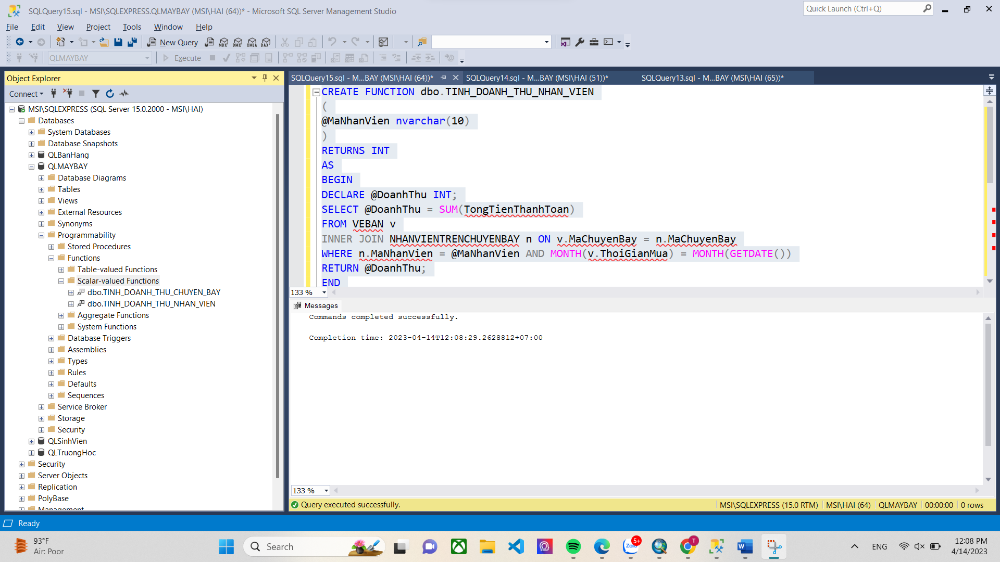 SQLQuery15.sql - MSI\SQLEXPRESS.QLMAYBAY (MSI\HAI (64))* - Microsoft SQL Server Management Studio
Quick Launch (Ctrl+Q)
File Edit View Project Tools Window Help
New Query MDX DMX XMLA DAX
QLMAYBAY Execute
Object Explorer
Connect
MSI\SQLEXPRESS (SQL Server 15.0.2000 - MSI\HAI)
Databases
System Databases
Database Snapshots
QLBanHang
QLMAYBAY
Database Diagrams
Tables
Views
External Resources
Synonyms
Programmability
Stored Procedures
Functions
Table-valued Functions
Scalar-valued Functions
dbo.TINH_DOANH_THU_CHUYEN_BAY
dbo.TINH_DOANH_THU_NHAN_VIEN
Aggregate Functions
System Functions
Database Triggers
Assemblies
Types
Rules
Defaults
Sequences
Service Broker
Storage
Security
QLSinhVien
QLTruongHoc
Security
Server Objects
Replication
PolyBase
Management
SQLQuery15.sql - M...BAY (MSI\HAI (64))* SQLQuery14.sql - M...BAY (MSI\HAI (51))* SQLQuery13.sql - M...BAY (MSI\HAI (65))*
CREATE FUNCTION dbo.TINH_DOANH_THU_NHAN_VIEN
(
@MaNhanVien nvarchar(10)
)
RETURNS INT
AS
BEGIN
DECLARE @DoanhThu INT;
SELECT @DoanhThu = SUM(TongTienThanhToan)
FROM VEBAN v
INNER JOIN NHANVIENTRENCHUYENBAY n ON v.MaChuyenBay = n.MaChuyenBay
WHERE n.MaNhanVien = @MaNhanVien AND MONTH(v.ThoiGianMua) = MONTH(GETDATE())
RETURN @DoanhThu;
END
133 %
Messages
Commands completed successfully.
Completion time: 2023-04-14T12:08:29.2628812+07:00
133 %
Query executed successfully. MSI\SQLEXPRESS (15.0 RTM) MSI\HAI (64) QLMAYBAY 00:00:00 0 rows
Ready
93°F
Air: Poor
Search
Zalo
5+
T
ENG
12:08 PM
4/14/2023